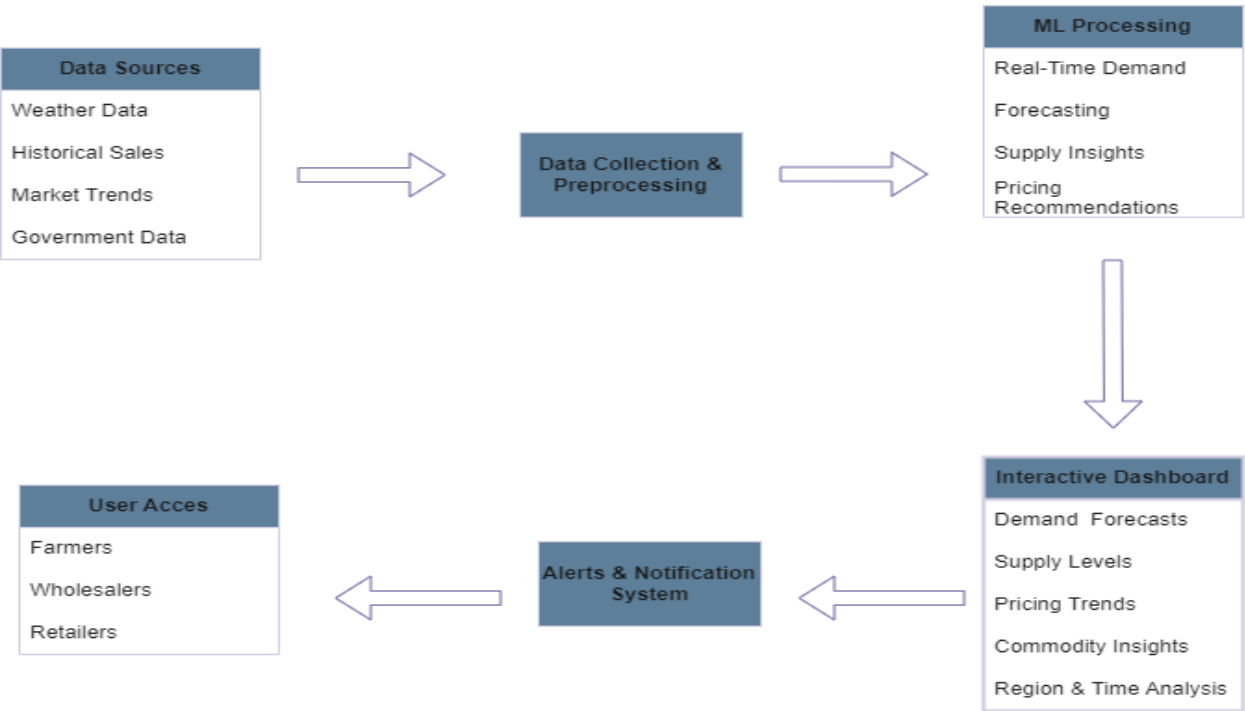 Data Sources
Weather Data
Historical Sales
Market Trends
Government Data
Data Collection &
Preprocessing
ML Processing
Real-Time Demand
Forecasting
Supply Insights
Pricing
Recommendations
Interactive Dashboard
Demand Forecasts
Supply Levels
Pricing Trends
Commodity Insights
Region & Time Analysis
Alerts & Notification
System
User Acces
Farmers
Wholesalers
Retailers